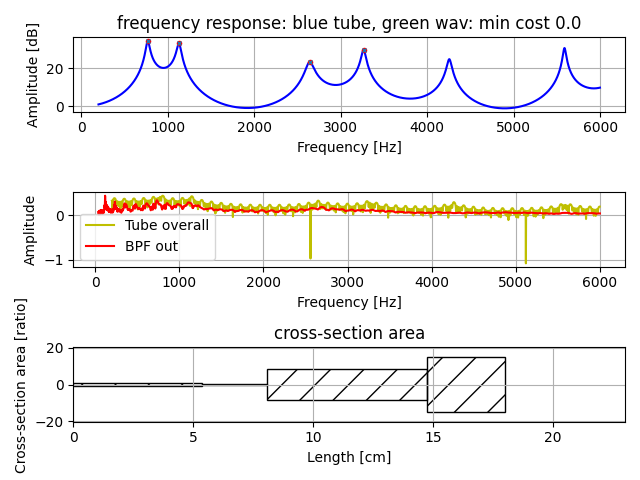 frequency response: blue tube, green wav: min cost 0.0
Amplitude [dB]
20
0
0 1000 2000 3000 4000 5000 6000
Frequency [Hz]
Amplitude
0
−1
Tube overall
BPF out
0 1000 2000 3000 4000 5000 6000
Frequency [Hz]
cross-section area
Cross-section area [ratio]
20
0
−20
0 5 10 15 20
Length [cm]